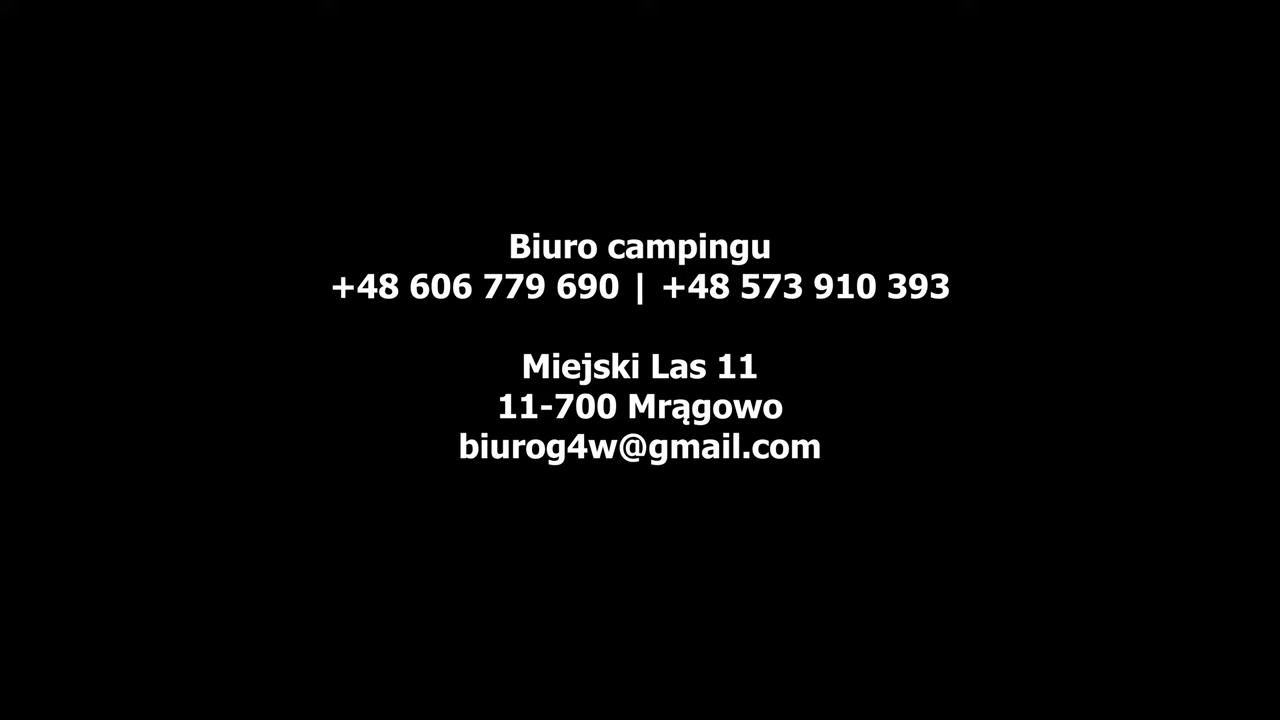 Biuro campingu
+48 606 779 690 | +48 573 910 393
Miejski Las 11
11-700 Mrągowo
biurog4w@gmail.com